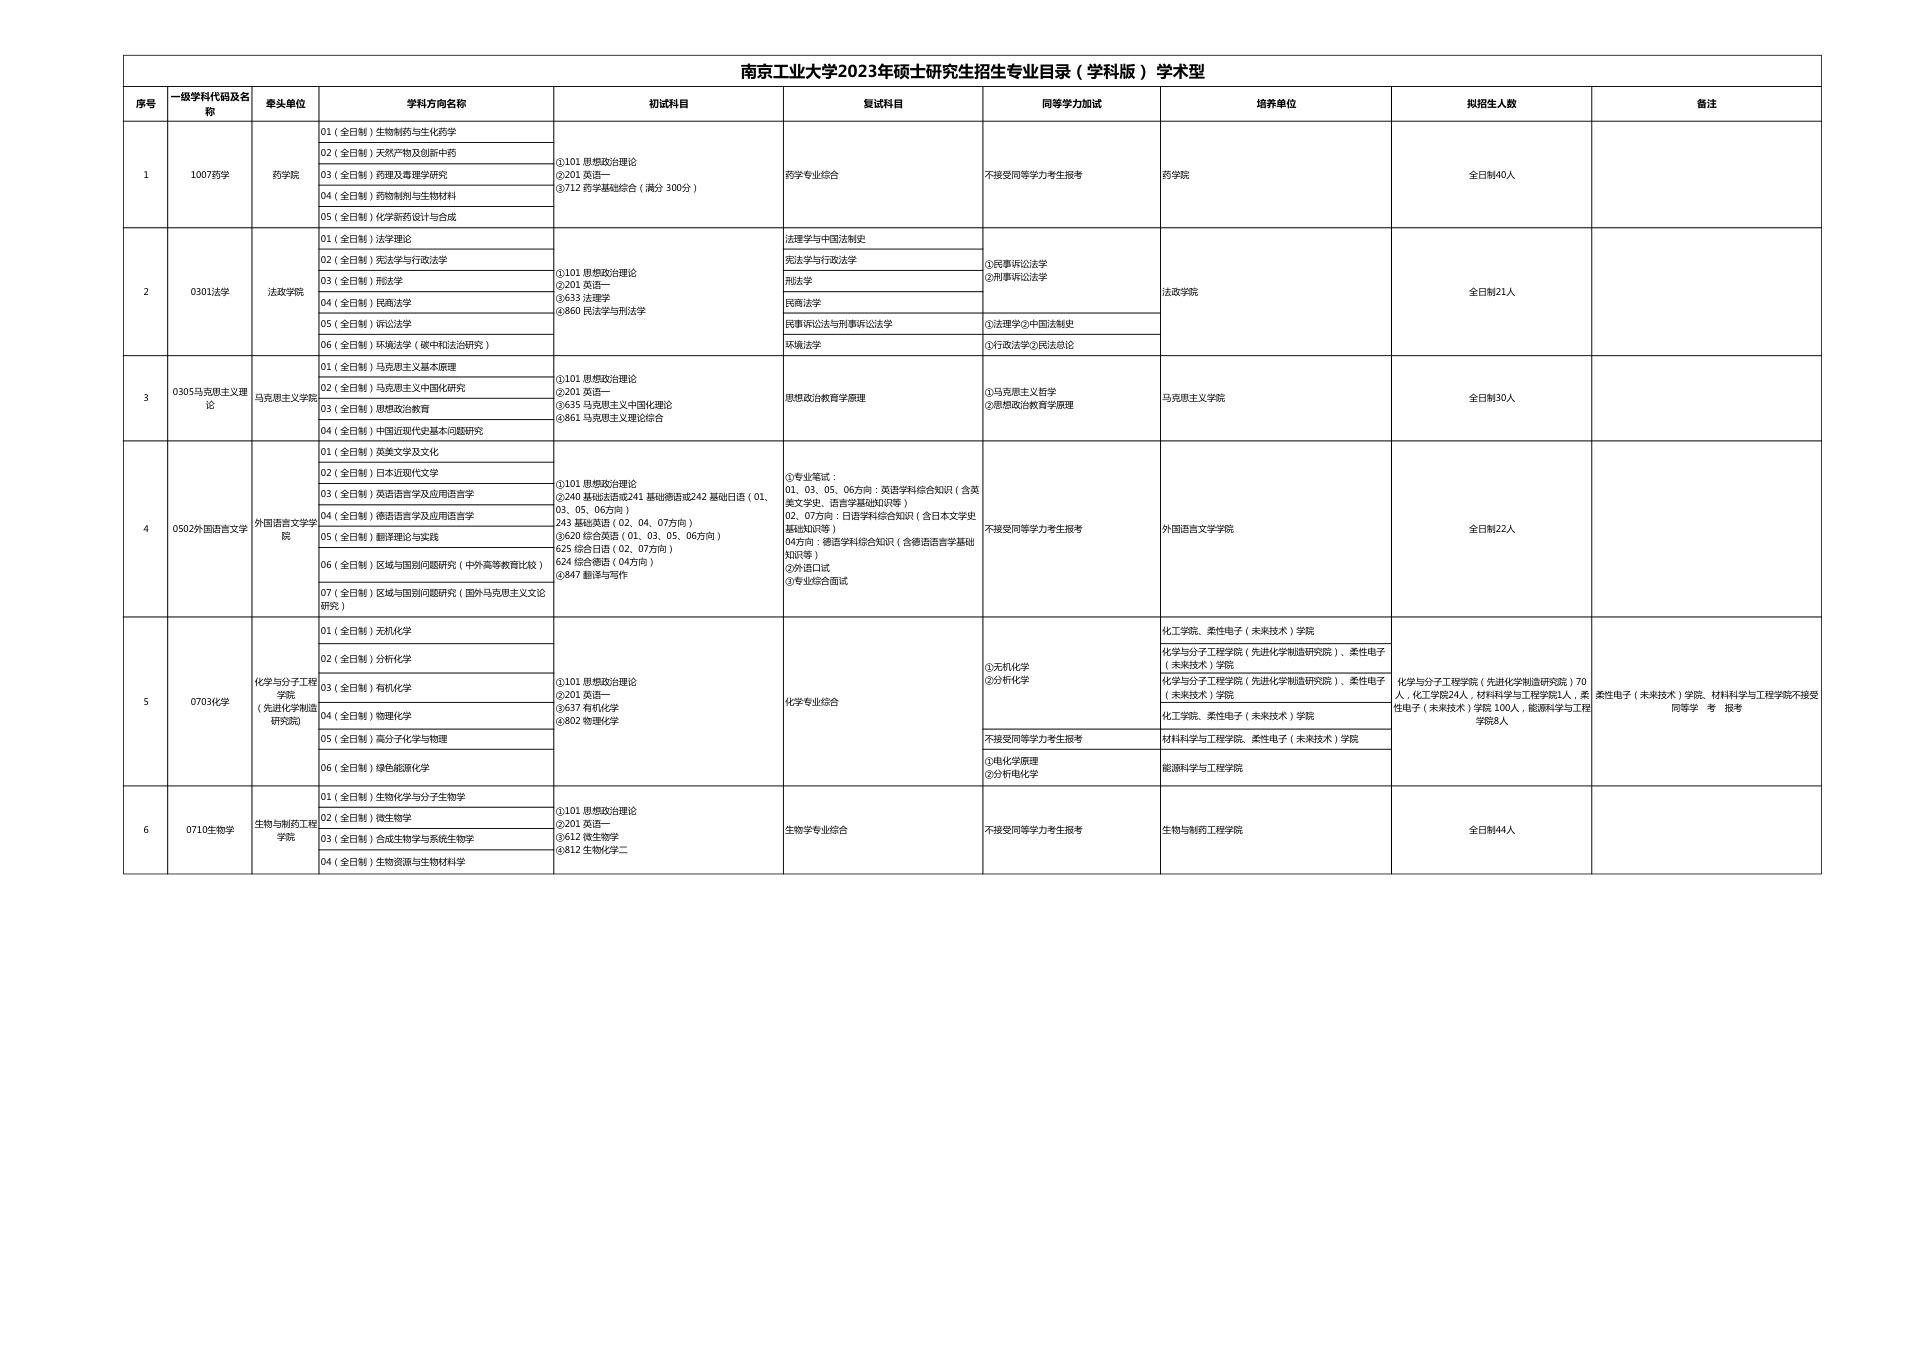 南京工业大学2023年硕士研究生招生专业目录（学科版） 学术型
序号
一级学科代码及名
称
牵头单位
学科方向名称
初试科目
复试科目
同等学力加试
培养单位
拟招生人数
备注
1
1007药学
药学院
01（全日制）生物制药与生化药学
02（全日制）天然产物及创新中药
03（全日制）药理及毒理学研究
04（全日制）药物制剂与生物材料
05（全日制）化学新药设计与合成
①101 思想政治理论
②201 英语一
③712 药学基础综合（满分 300分）
药学专业综合
不接受同等学力考生报考
药学院
全日制40人
2
0301法学
法政学院
01（全日制）法学理论
02（全日制）宪法学与行政法学
03（全日制）刑法学
04（全日制）民商法学
05（全日制）诉讼法学
06（全日制）环境法学（碳中和法治研究）
①101 思想政治理论
②201 英语一
③633 法理学
④860 民法学与刑法学
法理学与中国法制史
宪法学与行政法学
刑法学
民商法学
民事诉讼法与刑事诉讼法学
环境法学
①民事诉讼法学
②刑事诉讼法学
①法理学②中国法制史
①行政法学②民法总论
法政学院
全日制21人
3
0305马克思主义理
论
马克思主义学院
01（全日制）马克思主义基本原理
02（全日制）马克思主义中国化研究
03（全日制）思想政治教育
04（全日制）中国近现代史基本问题研究
①101 思想政治理论
②201 英语一
③635 马克思主义中国化理论
④861 马克思主义理论综合
思想政治教育学原理
①马克思主义哲学
②思想政治教育学原理
马克思主义学院
全日制30人
4
0502外国语言文学
外国语言文学学
院
01（全日制）英美文学及文化
02（全日制）日本近现代文学
03（全日制）英语语言学及应用语言学
04（全日制）德语语言学及应用语言学
05（全日制）翻译理论与实践
06（全日制）区域与国别问题研究（中外高等教育比较）
07（全日制）区域与国别问题研究（国外马克思主义文论
研究）
①101 思想政治理论
②240 基础法语或241 基础德语或242 基础日语（01、
03、05、06方向）
243 基础英语（02、04、07方向）
③620 综合英语（01、03、05、06方向）
625 综合日语（02、07方向）
624 综合德语（04方向）
④847 翻译与写作
①专业笔试：
01、03、05、06方向：英语学科综合知识（含英
美文学史、语言学基础知识等）
02、07方向：日语学科综合知识（含日本文学史
基础知识等）
04方向：德语学科综合知识（含德语语言学基础
知识等）
②外语口试
③专业综合面试
不接受同等学力考生报考
外国语言文学学院
全日制22人
5
0703化学
化学与分子工程
学院
（先进化学制造
研究院)
01（全日制）无机化学
02（全日制）分析化学
03（全日制）有机化学
04（全日制）物理化学
05（全日制）高分子化学与物理
06（全日制）绿色能源化学
①101 思想政治理论
②201 英语一
③637 有机化学
④802 物理化学
化学专业综合
①无机化学
②分析化学
不接受同等学力考生报考
①电化学原理
②分析电化学
化工学院、柔性电子（未来技术）学院
化学与分子工程学院（先进化学制造研究院）、柔性电子
（未来技术）学院
化学与分子工程学院（先进化学制造研究院）、柔性电子
（未来技术）学院
化工学院、柔性电子（未来技术）学院
材料科学与工程学院、柔性电子（未来技术）学院
能源科学与工程学院
化学与分子工程学院（先进化学制造研究院）70
人，化工学院24人，材料科学与工程学院1人，柔
性电子（未来技术）学院 100人，能源科学与工程
学院8人
柔性电子（未来技术）学院、材料科学与工程学院不接受
同等学 考 报考
6
0710生物学
生物与制药工程
学院
01（全日制）生物化学与分子生物学
02（全日制）微生物学
03（全日制）合成生物学与系统生物学
04（全日制）生物资源与生物材料学
①101 思想政治理论
②201 英语一
③612 微生物学
④812 生物化学二
生物学专业综合
不接受同等学力考生报考
生物与制药工程学院
全日制44人